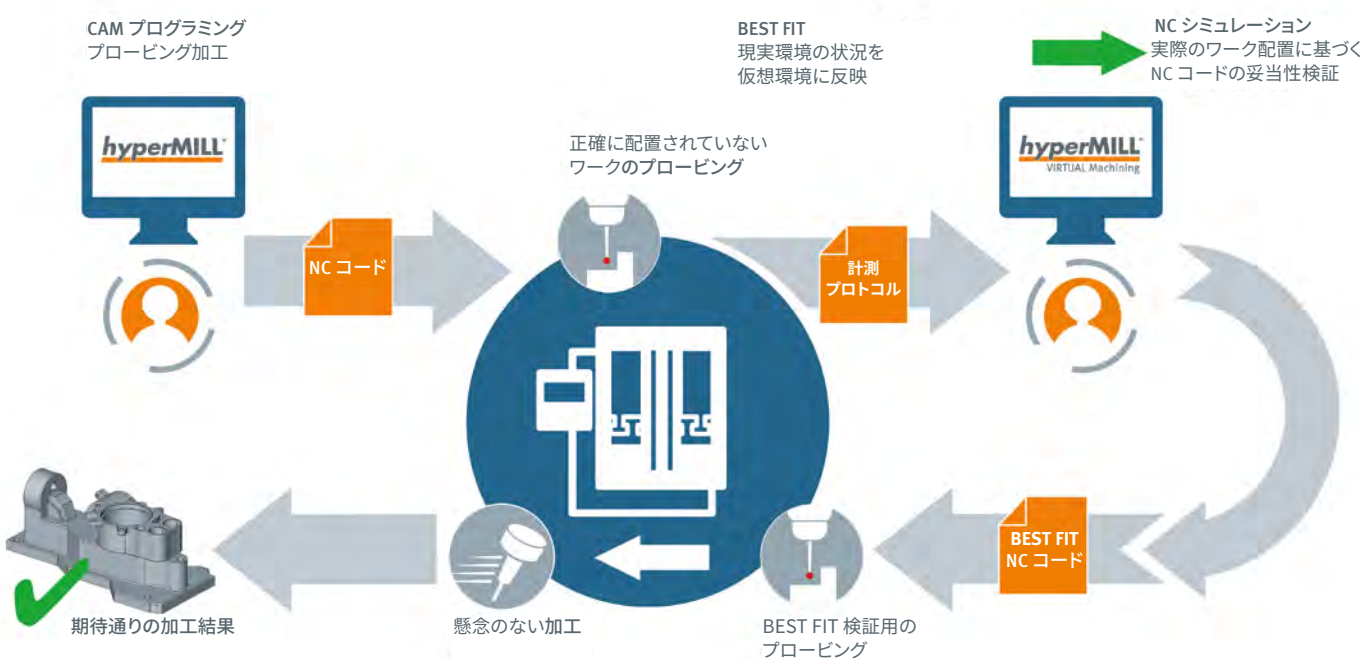 CAM プログラミング
プロービング加工
BEST FIT
現実環境の状況を
仮想環境に反映
NC シミュレーション
実際のワーク配置に基づく
NC コードの妥当性検証
hyperMILL
正確に配置されていない
ワークのプロービング
hyperMILL
VIRTUAL Machining
NC コード
計測
プロトコル
BEST FIT
NC コード
期待通りの加工結果
懸念のない加工
BEST FIT 検証用の
プロービング